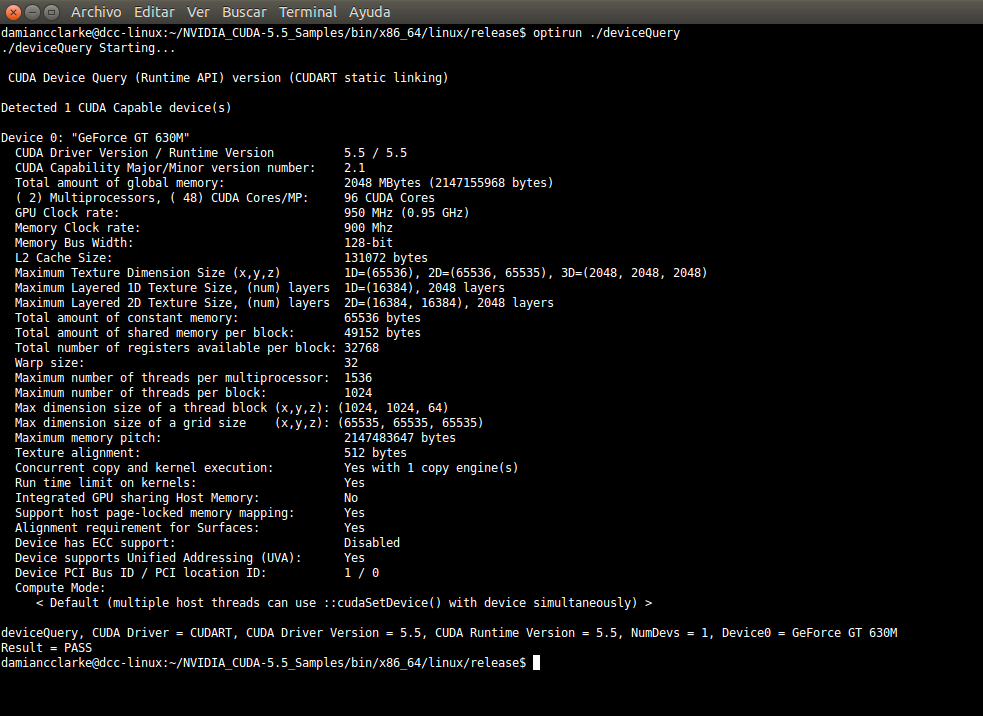 Archivo Editar Ver Buscar Terminal Ayuda
damiancclarke@dcc-linux:~/NVIDIA_CUDA-5.5_Samples/bin/x86_64/linux/release$ optirun ./deviceQuery
./deviceQuery Starting...
CUDA Device Query (Runtime API) version (CUDART static linking)
Detected 1 CUDA Capable device(s)
Device 0: "GeForce GT 630M"
CUDA Driver Version / Runtime Version 5.5 / 5.5
CUDA Capability Major/Minor version number: 2.1
Total amount of global memory: 2048 MBytes (2147155968 bytes)
( 2) Multiprocessors, ( 48) CUDA Cores/MP: 96 CUDA Cores
GPU Clock rate: 950 MHz (0.95 GHz)
Memory Clock rate: 900 Mhz
Memory Bus Width: 128-bit
L2 Cache Size: 131072 bytes
Maximum Texture Dimension Size (x,y,z) 1D=(65536), 2D=(65536, 65535), 3D=(2048, 2048, 2048)
Maximum Layered 1D Texture Size, (num) layers 1D=(16384), 2048 layers
Maximum Layered 2D Texture Size, (num) layers 2D=(16384, 16384), 2048 layers
Total amount of constant memory: 65536 bytes
Total amount of shared memory per block: 49152 bytes
Total number of registers available per block: 32768
Warp size: 32
Maximum number of threads per multiprocessor: 1536
Maximum number of threads per block: 1024
Max dimension size of a thread block (x,y,z): (1024, 1024, 64)
Max dimension size of a grid size (x,y,z): (65535, 65535, 65535)
Maximum memory pitch: 2147483647 bytes
Texture alignment: 512 bytes
Concurrent copy and kernel execution: Yes with 1 copy engine(s)
Run time limit on kernels: Yes
Integrated GPU sharing Host Memory: No
Support host page-locked memory mapping: Yes
Alignment requirement for Surfaces: Yes
Device has ECC support: Disabled
Device supports Unified Addressing (UVA): Yes
Device PCI Bus ID / PCI location ID: 1 / 0
Compute Mode:
< Default (multiple host threads can use ::cudaSetDevice() with device simultaneously) >
deviceQuery, CUDA Driver = CUDART, CUDA Driver Version = 5.5, CUDA Runtime Version = 5.5, NumDevs = 1, Device0 = GeForce GT 630M
Result = PASS
damiancclarke@dcc-linux:~/NVIDIA_CUDA-5.5_Samples/bin/x86_64/linux/release$